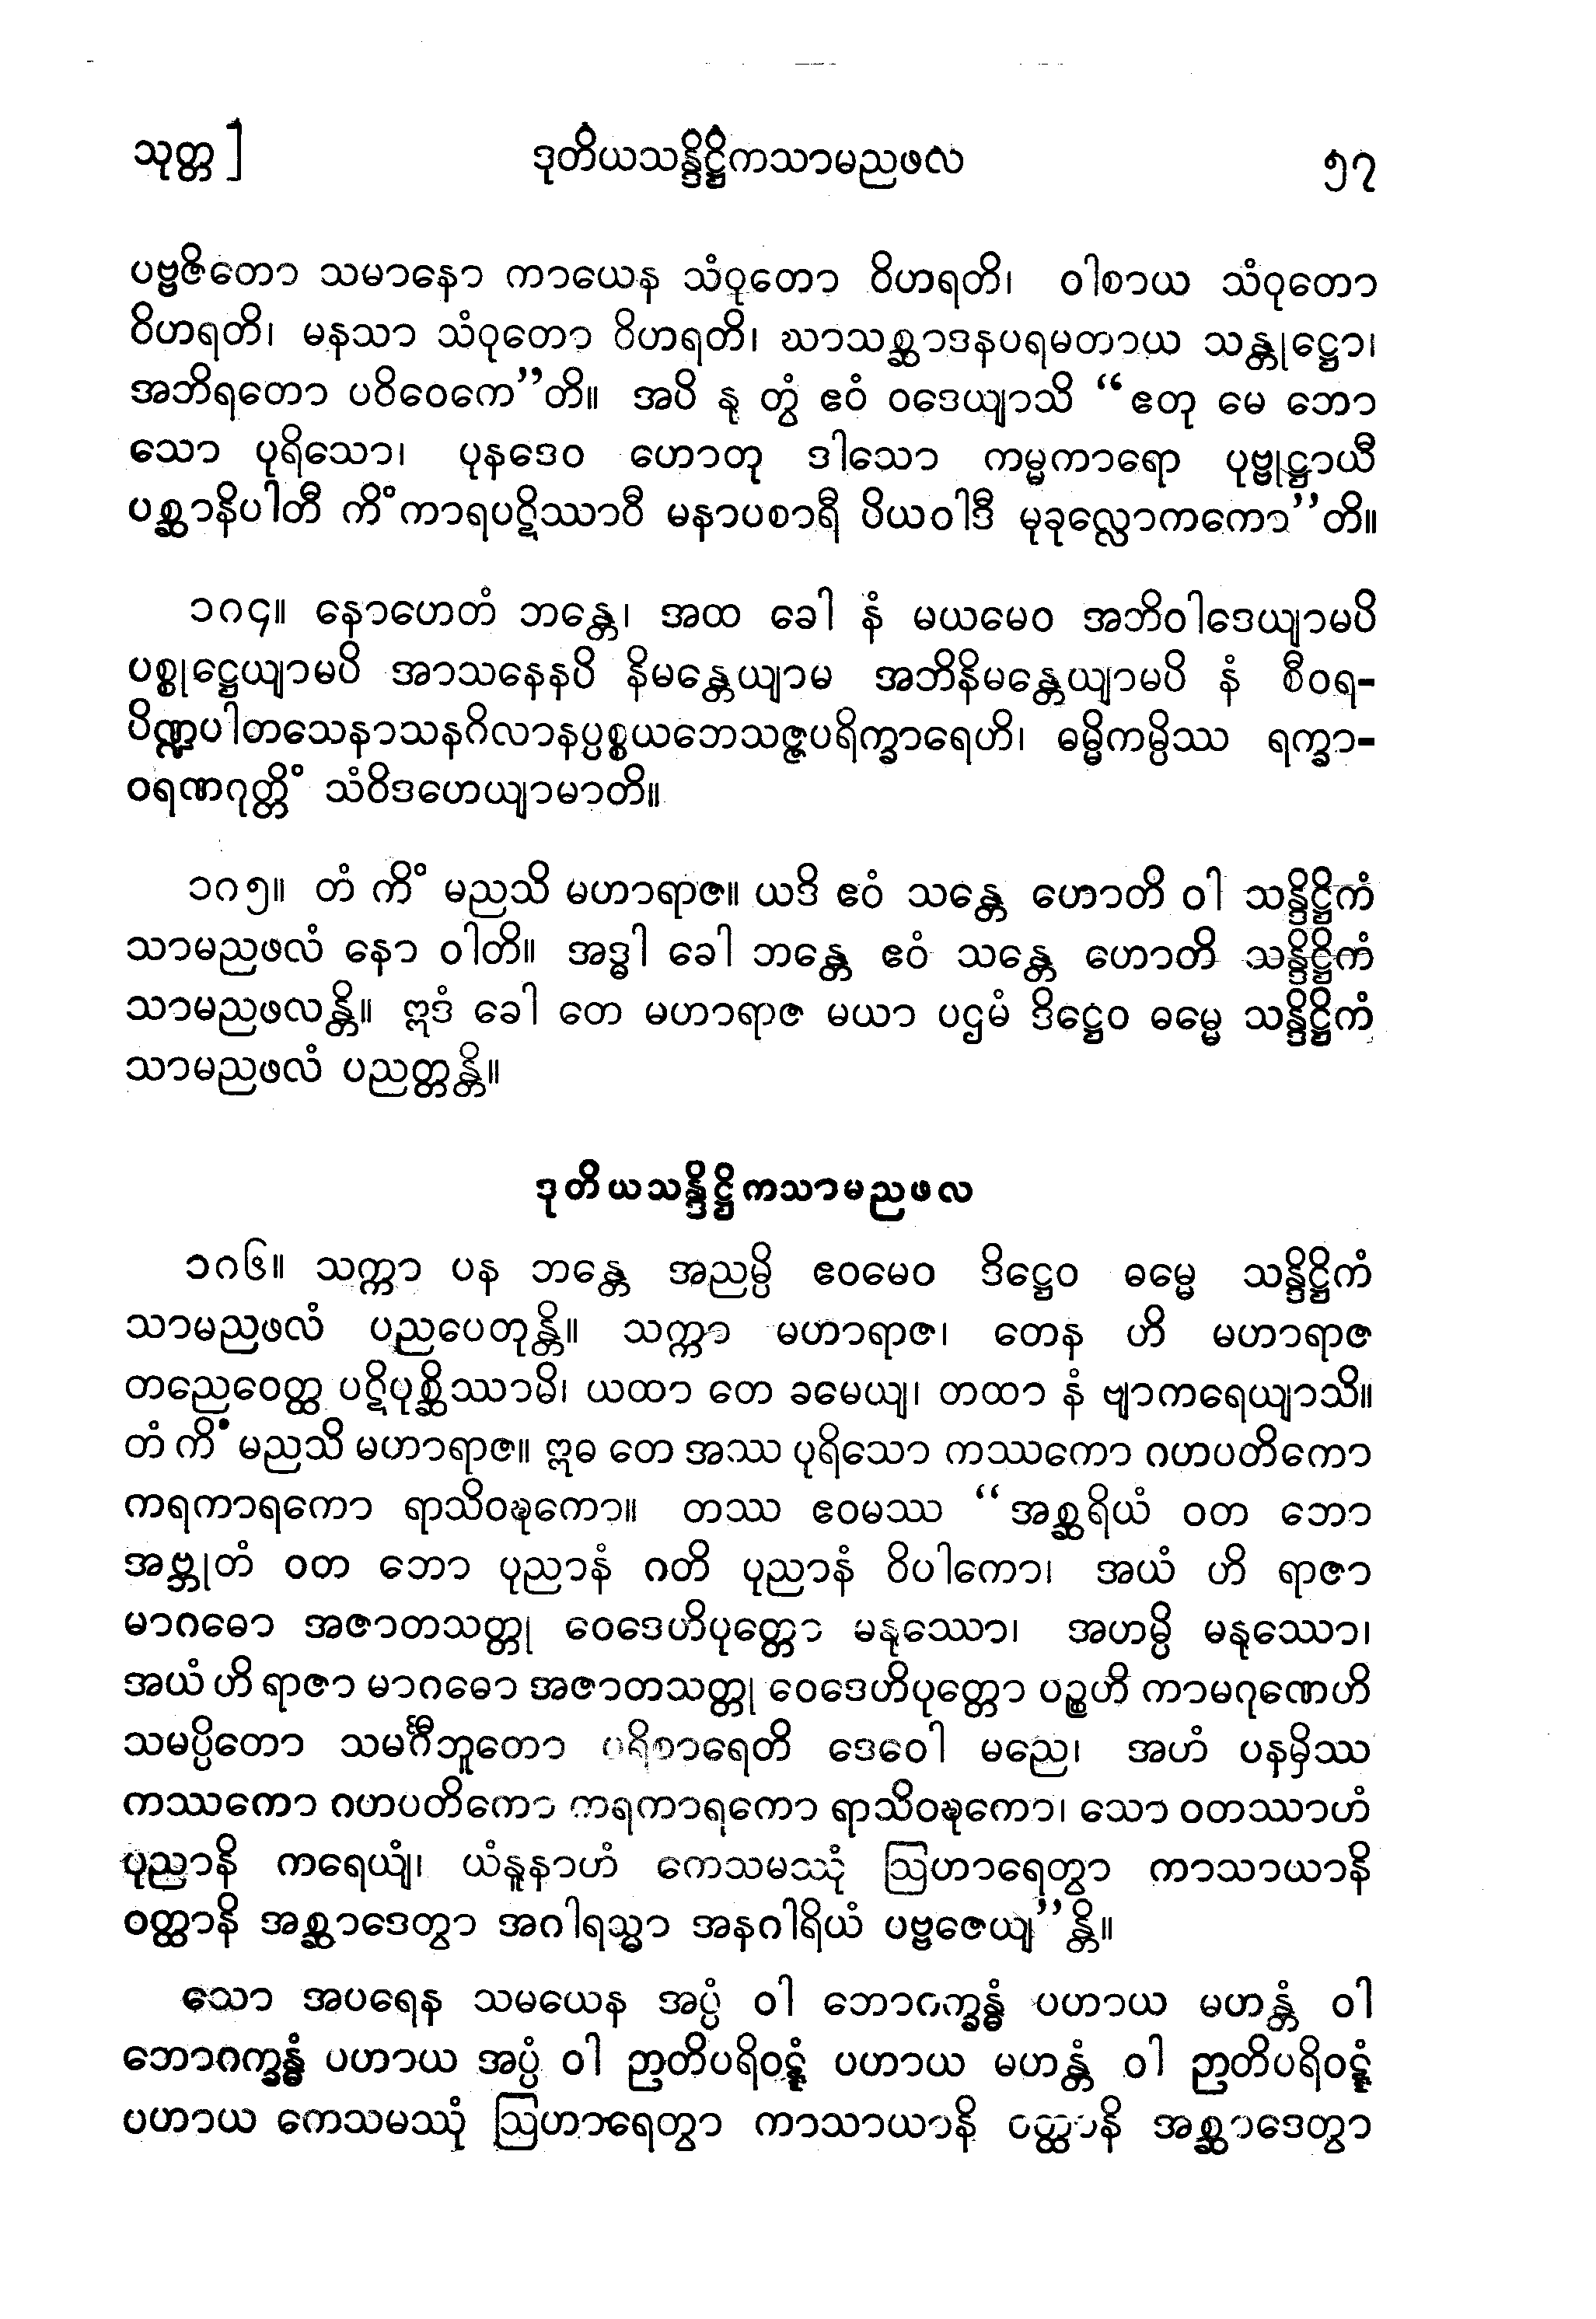 သုတ္တ ] ဒုတိယသန္ဒိဋ္ဌိကသာမညဖလ ၅၇
ပဗ္ဗဇိတော သမာနော ကာယေန သံဝုတော ဝိဟရတိ၊ ဝါစာယ သံဝုတော
ဝိဟရတိ၊ မနသာ သံဝုတော ဝိဟရတိ၊ ဃာသစ္ဆာဒနပရမတာယ သန္တုဋ္ဌော၊
အဘိရတော ပဝိဝေကေ”တိ။ အပိ နု တွံ ဧဝံ ဝဒေယျာသိ “ဧတု မေ ဘော
သော ပုရိသော၊ ပုနဒေဝ ဟောတု ဒါသော ကမ္မကာရော ပုဗ္ဗုဋ္ဌာယီ
ပစ္ဆာနိပါတီ ကိံကာရပဋိဿာဝီ မနာပစာရီ ပိယဝါဒီ မုခုလ္လောကကော”တိ။
၁၈၄။ နောဟေတံ ဘန္တေ၊ အထ ခေါ နံ မယမေဝ အဘိဝါဒေယျာမပိ
ပစ္စုဋ္ဌေယျာမပိ အာသနေနပိ နိမန္တေယျာမ အဘိနိမန္တေယျာမပိ နံ စီဝရ-
ပိဏ္ဍပါတသေနာသနဂိလာနပ္ပစ္စယဘေသဇ္ဇပရိက္ခာရေဟိ၊ ဓမ္မိကမ္ပိဿ ရက္ခာ-
ဝရဏဂုတ္တိံ သံဝိဒဟေယျာမာတိ။
၁၈၅။ တံ ကိံ မညသိ မဟာရာဇ။ ယဒိ ဧဝံ သန္တေ ဟောတိ ဝါ သန္ဒိဋ္ဌိကံ
သာမညဖလံ နော ဝါတိ။ အဒ္ဓါ ခေါ ဘန္တေ ဧဝံ သန္တေ ဟောတိ သန္ဒိဋ္ဌိကံ
သာမညဖလန္တိ။ ဣဒံ ခေါ တေ မဟာရာဇ မယာ ပဌမံ ဒိဋ္ဌေဝ ဓမ္မေ သန္ဒိဋ္ဌိကံ
သာမညဖလံ ပညတ္တန္တိ။
ဒုတိယသန္ဒိဋ္ဌိကသာမညဖလ
၁၈၆။ သက္ကာ ပန ဘန္တေ အညမ္ပိ ဧဝမေဝ ဒိဋ္ဌေဝ ဓမ္မေ သန္ဒိဋ္ဌိကံ
သာမညဖလံ ပညပေတုန္တိ။ သက္ကာ မဟာရာဇ၊ တေန ဟိ မဟာရာဇ
တညေဝေတ္ထ ပဋိပုစ္ဆိဿာမိ၊ ယထာ တေ ခမေယျ၊ တထာ နံ ဗျာကရေယျာသိ။
တံ ကိံ မညသိ မဟာရာဇ။ ဣဓ တေ အဿ ပုရိသော ကဿကော ဂဟပတိကော
ကရကာရကော ရာသိဝဍ္ဎကော။ တဿ ဧဝမဿ “အစ္ဆရိယံ ဝတ ဘော
အဗ္ဘုတံ ဝတ ဘော ပုညာနံ ဂတိ ပုညာနံ ဝိပါကော၊ အယံ ဟိ ရာဇာ
မာဂဓော အဇာတသတ္တု ဝေဒေဟိပုတ္တော မနုဿော၊ အဟမ္ပိ မနုဿော၊
အယံ ဟိ ရာဇာ မာဂဓော အဇာတသတ္တု ဝေဒေဟိပုတ္တော ပဉ္စဟိ ကာမဂုဏေဟိ
သမပ္ပိတော သမင်္ဂီဘူတော ပရိစာရေတိ ဒေဝေါ မညေ၊ အဟံ ပနမှိဿ
ကဿကော ဂဟပတိကော ကရကာရကော ရာသိဝဍ္ဎကော၊ သော ဝတဿာဟံ
ပုညာနိ ကရေယျံ၊ ယံနူနာဟံ ကေသမဿုံ ဩဟာရေတွာ ကာသာယာနိ
ဝတ္ထာနိ အစ္ဆာဒေတွာ အဂါရသ္မာ အနဂါရိယံ ပဗ္ဗဇေယျ”န္တိ။
သော အပရေန သမယေန အပ္ပံ ဝါ ဘောဂက္ခန္ဓံ ပဟာယ မဟန္တံ ဝါ
ဘောဂက္ခန္ဓံ ပဟာယ အပ္ပံ ဝါ ဉာတိပရိဝဋ္ဋံ ပဟာယ မဟန္တံ ဝါ ဉာတိပရိဝဋ္ဋံ
ပဟာယ ကေသမဿုံ ဩဟာရေတွာ ကာသာယာနိ ဝတ္ထာနိ အစ္ဆာဒေတွာ